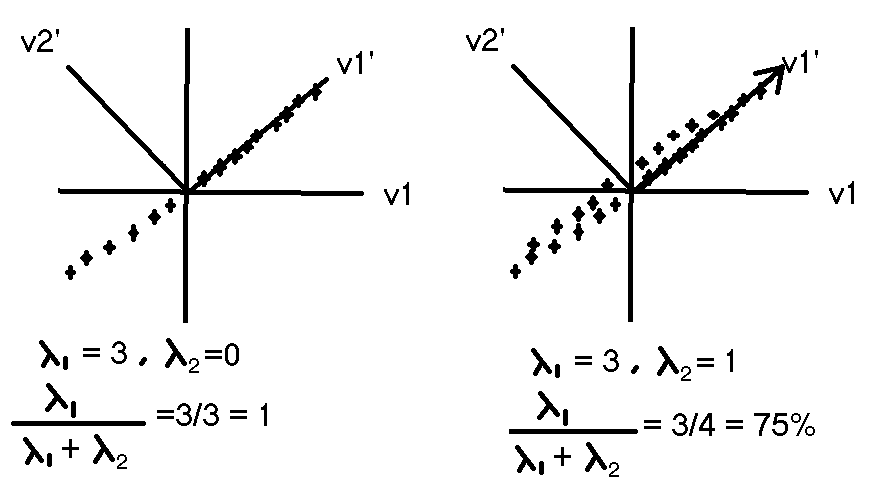 v2'
v1'
v1
λ₁ = 3 , λ₂=0
λ₁
λ₁ + λ₂
=3/3 = 1
v2'
v1'
v1
λ₁ = 3 , λ₂= 1
λ₁
λ₁ + λ₂
= 3/4 = 75%